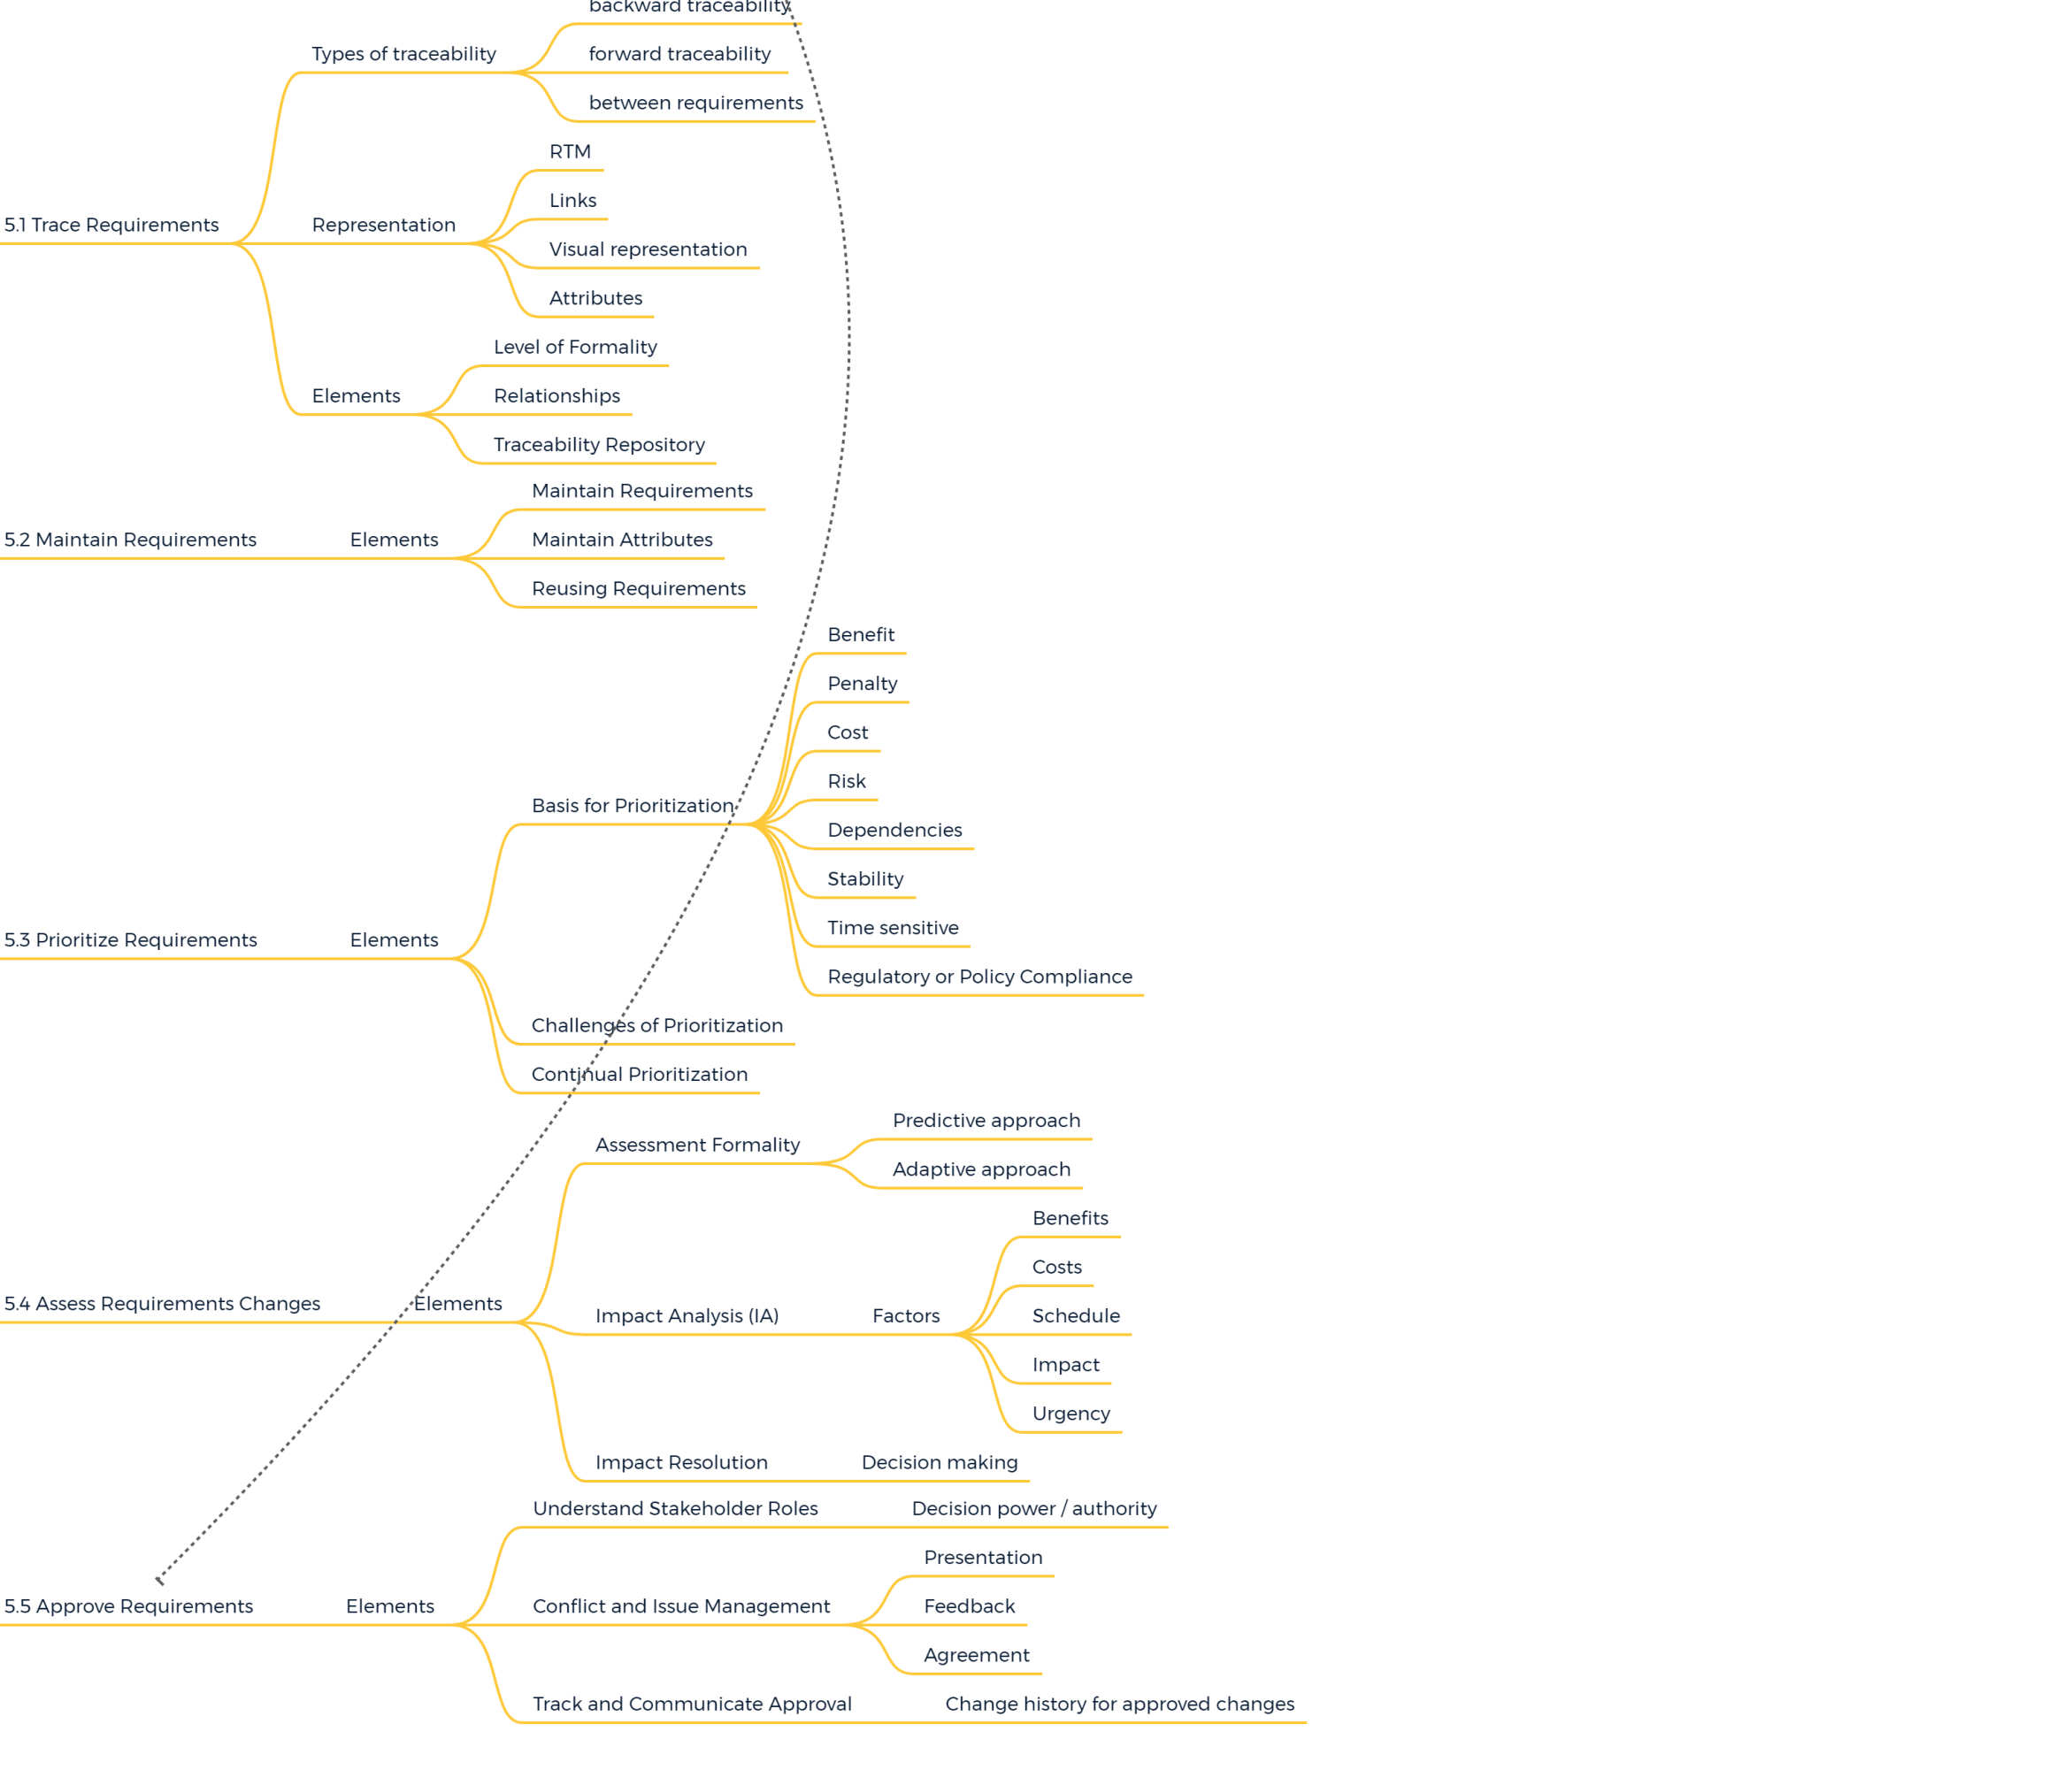 backward traceability
Types of traceability
forward traceability
between requirements
RTM
Links
5.1 Trace Requirements
Representation
Visual representation
Attributes
Level of Formality
Elements
Relationships
Traceability Repository
Maintain Requirements
5.2 Maintain Requirements
Elements
Maintain Attributes
Reusing Requirements
Benefit
Penalty
Cost
Risk
Basis for Prioritization
Dependencies
Stability
Time sensitive
5.3 Prioritize Requirements
Elements
Regulatory or Policy Compliance
Challenges of Prioritization
Continual Prioritization
Predictive approach
Assessment Formality
Adaptive approach
Benefits
Costs
5.4 Assess Requirements Changes
Elements
Impact Analysis (IA)
Factors
Schedule
Impact
Urgency
Impact Resolution
Decision making
Understand Stakeholder Roles
Decision power / authority
Presentation
5.5 Approve Requirements
Elements
Conflict and Issue Management
Feedback
Agreement
Track and Communicate Approval
Change history for approved changes